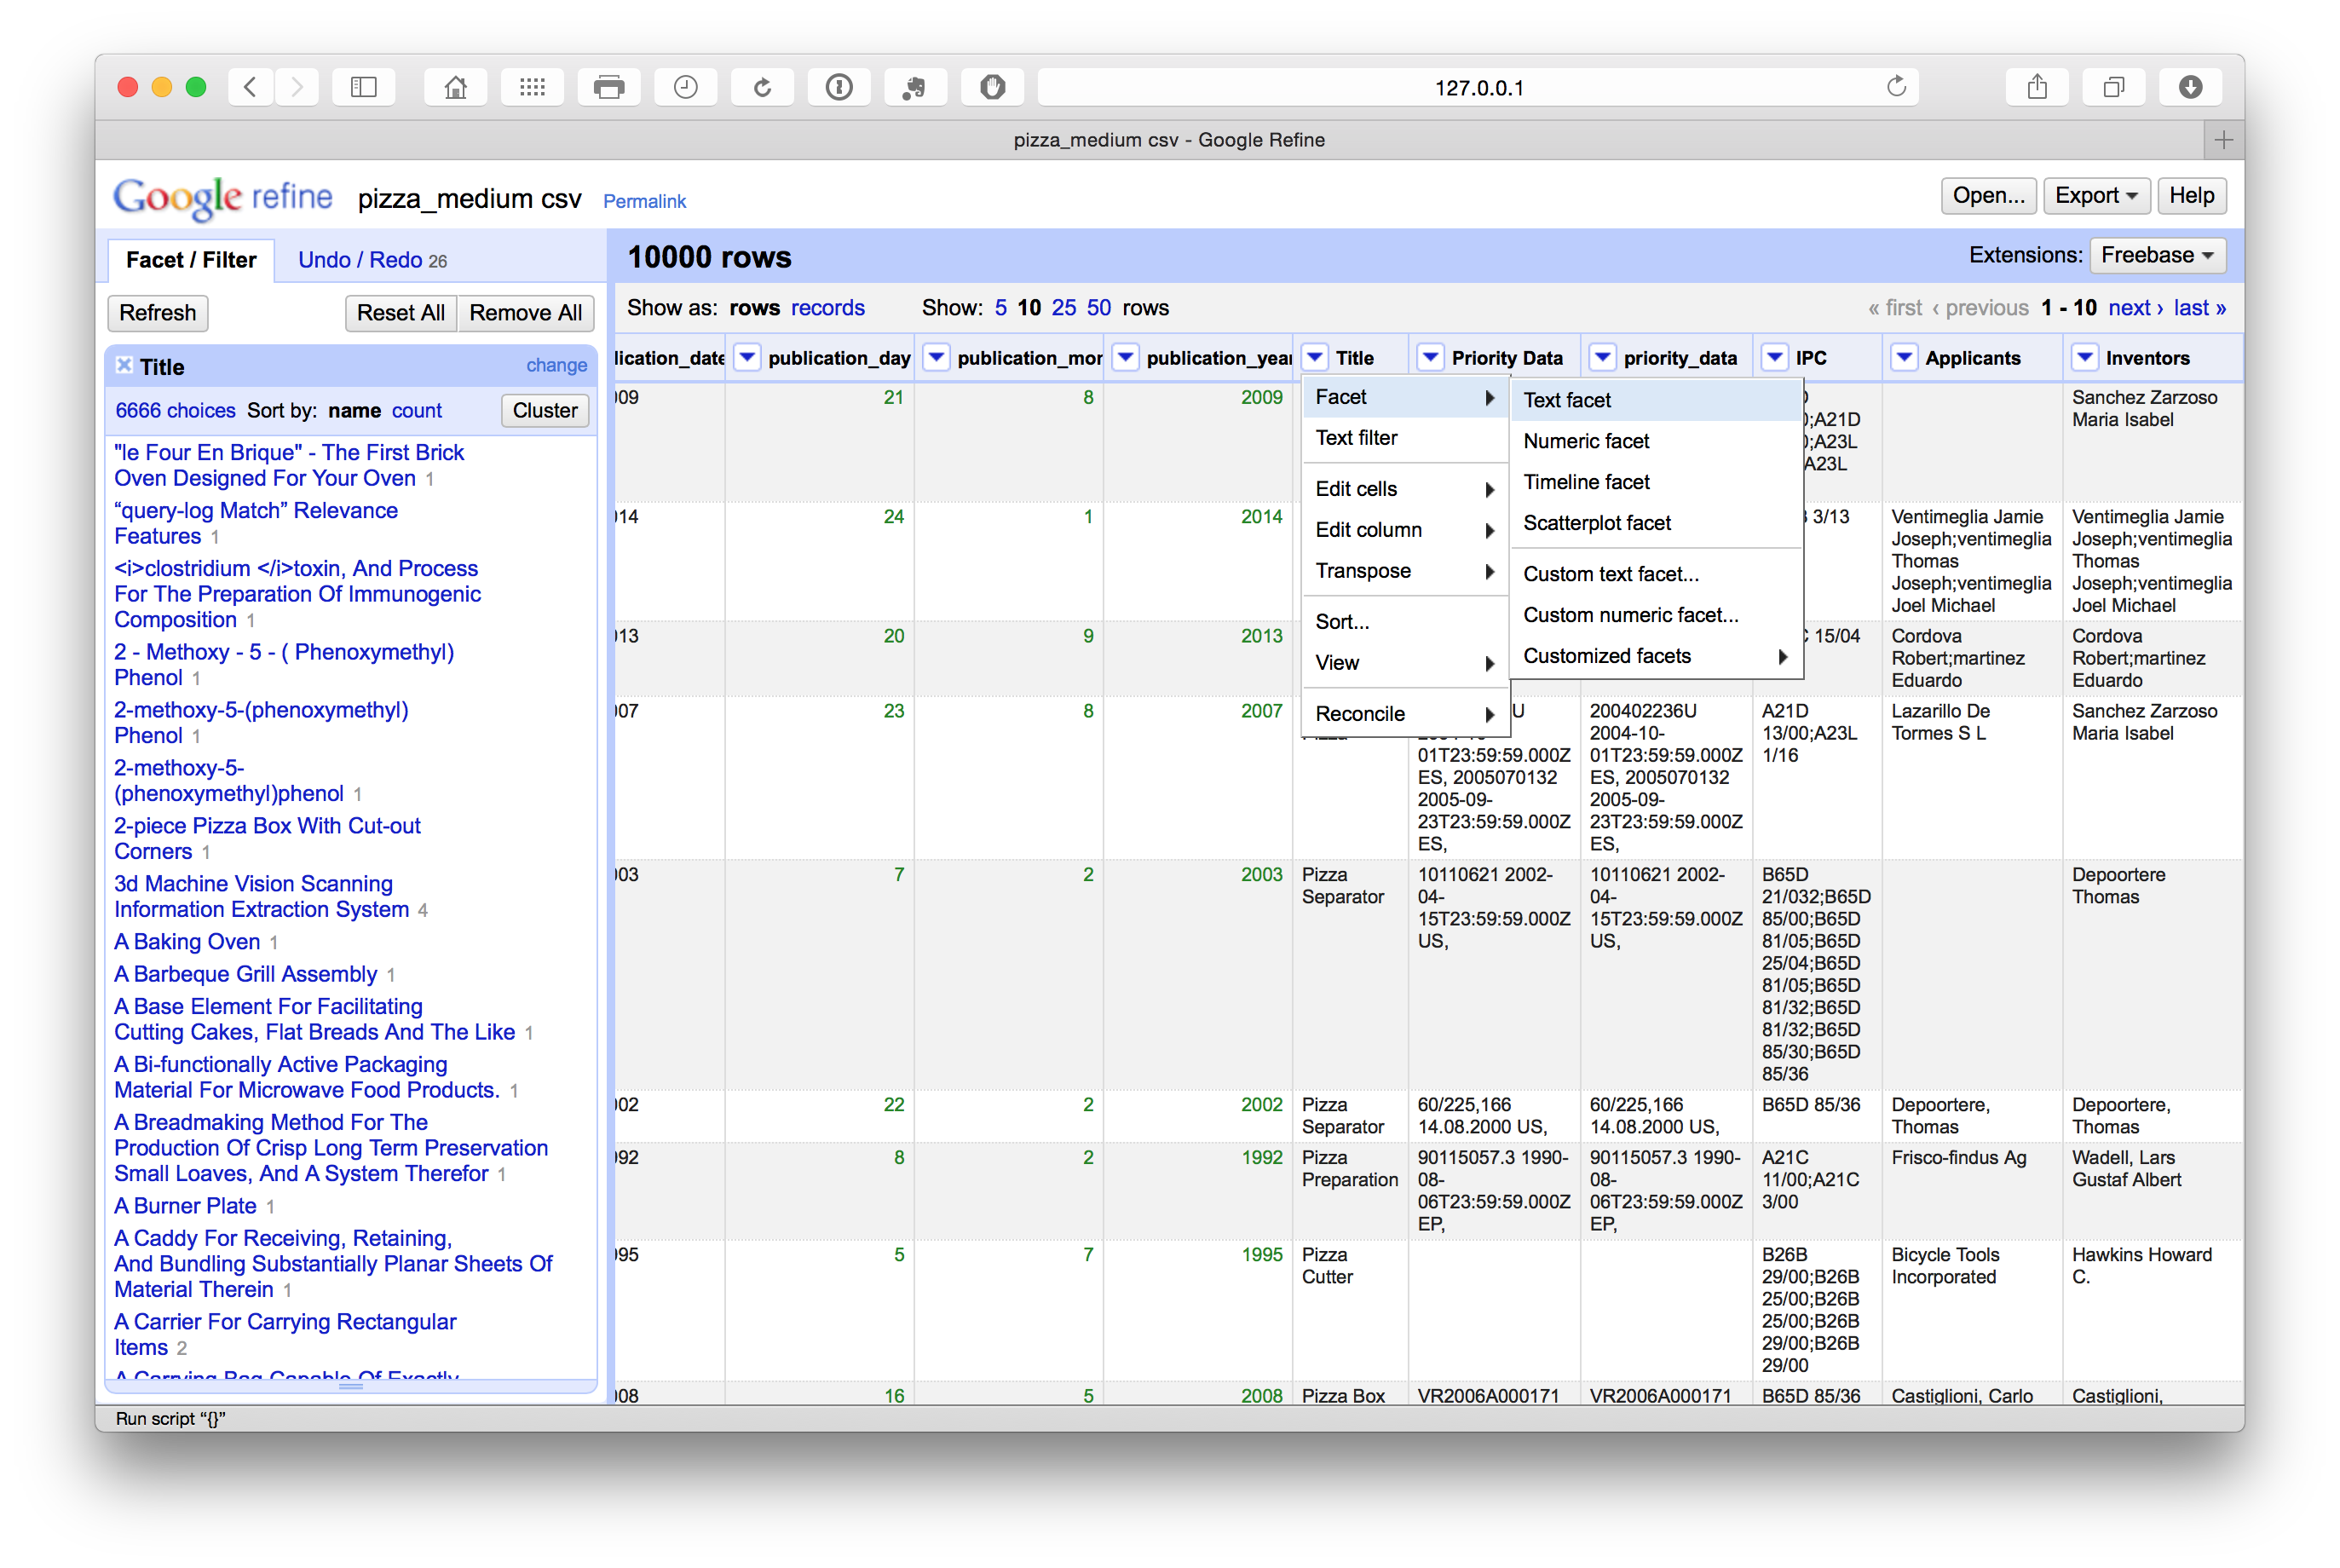 127.0.0.1
pizza_medium csv - Google Refine
Google refine pizza_medium csv Permalink
Open... Export Help
Facet / Filter Undo / Redo 26
10000 rows
Extensions: Freebase
Refresh Reset All Remove All
Show as: rows records Show: 5 10 25 50 rows
« first ‹ previous 1 - 10 next › last »
Title change
6666 choices Sort by: name count Cluster
"le Four En Brique" - The First Brick
Oven Designed For Your Oven 1
“query-log Match” Relevance
Features 1
<i>clostridium </i>toxin, And Process
For The Preparation Of Immunogenic
Composition 1
2 - Methoxy - 5 - ( Phenoxymethyl)
Phenol 1
2-methoxy-5-(phenoxymethyl)
Phenol 1
2-methoxy-5-
(phenoxymethyl)phenol 1
2-piece Pizza Box With Cut-out
Corners 1
3d Machine Vision Scanning
Information Extraction System 4
A Baking Oven 1
A Barbeque Grill Assembly 1
A Base Element For Facilitating
Cutting Cakes, Flat Breads And The Like 1
A Bi-functionally Active Packaging
Material For Microwave Food Products. 1
A Breadmaking Method For The
Production Of Crisp Long Term Preservation
Small Loaves, And A System Therefor 1
A Burner Plate 1
A Caddy For Receiving, Retaining,
And Bundling Substantially Planar Sheets Of
Material Therein 1
A Carrier For Carrying Rectangular
Items 2
A Carrying Bag Capable Of Exactly
lication_date publication_day publication_mor publication_year Title Priority Data priority_data IPC Applicants Inventors
Facet
Text filter
Edit cells
Edit column
Transpose
Sort...
View
Reconcile
Text facet
Numeric facet
Timeline facet
Scatterplot facet
Custom text facet...
Custom numeric facet...
Customized facets
009 21 8 2009
;A21D
;A23L
A23L
Sanchez Zarzoso
Maria Isabel
014 24 1 2014
3/13
Ventimeglia Jamie
Joseph;ventimeglia
Thomas
Joseph;ventimeglia
Joel Michael
Ventimeglia Jamie
Joseph;ventimeglia
Thomas
Joseph;ventimeglia
Joel Michael
013 20 9 2013
15/04
Cordova
Robert;martinez
Eduardo
Cordova
Robert;martinez
Eduardo
007 23 8 2007
U
01T23:59:59.000Z
ES, 2005070132
2005-09-
23T23:59:59.000Z
ES,
200402236U
2004-10-
01T23:59:59.000Z
ES, 2005070132
2005-09-
23T23:59:59.000Z
ES,
A21D
13/00;A23L
1/16
Lazarillo De
Tormes S L
Sanchez Zarzoso
Maria Isabel
003 7 2 2003
Pizza
Separator
10110621 2002-
04-
15T23:59:59.000Z
US,
10110621 2002-
04-
15T23:59:59.000Z
US,
B65D
21/032;B65D
85/00;B65D
81/05;B65D
25/04;B65D
81/05;B65D
81/32;B65D
81/32;B65D
85/30;B65D
85/36
Depoortere
Thomas
002 22 2 2002
Pizza
Separator
60/225,166
14.08.2000 US,
60/225,166
14.08.2000 US,
B65D 85/36
Depoortere,
Thomas
Depoortere,
Thomas
992 8 2 1992
Pizza
Preparation
90115057.3 1990-
08-
06T23:59:59.000Z
EP,
90115057.3 1990-
08-
06T23:59:59.000Z
EP,
A21C
11/00;A21C
3/00
Frisco-findus Ag
Wadell, Lars
Gustaf Albert
995 5 7 1995
Pizza
Cutter
B26B
29/00;B26B
25/00;B26B
25/00;B26B
29/00;B26B
29/00
Bicycle Tools
Incorporated
Hawkins Howard
C.
008 16 5 2008 Pizza Box VR2006A000171 VR2006A000171 B65D 85/36 Castiglioni, Carlo Castiglioni,
Run script “{}”